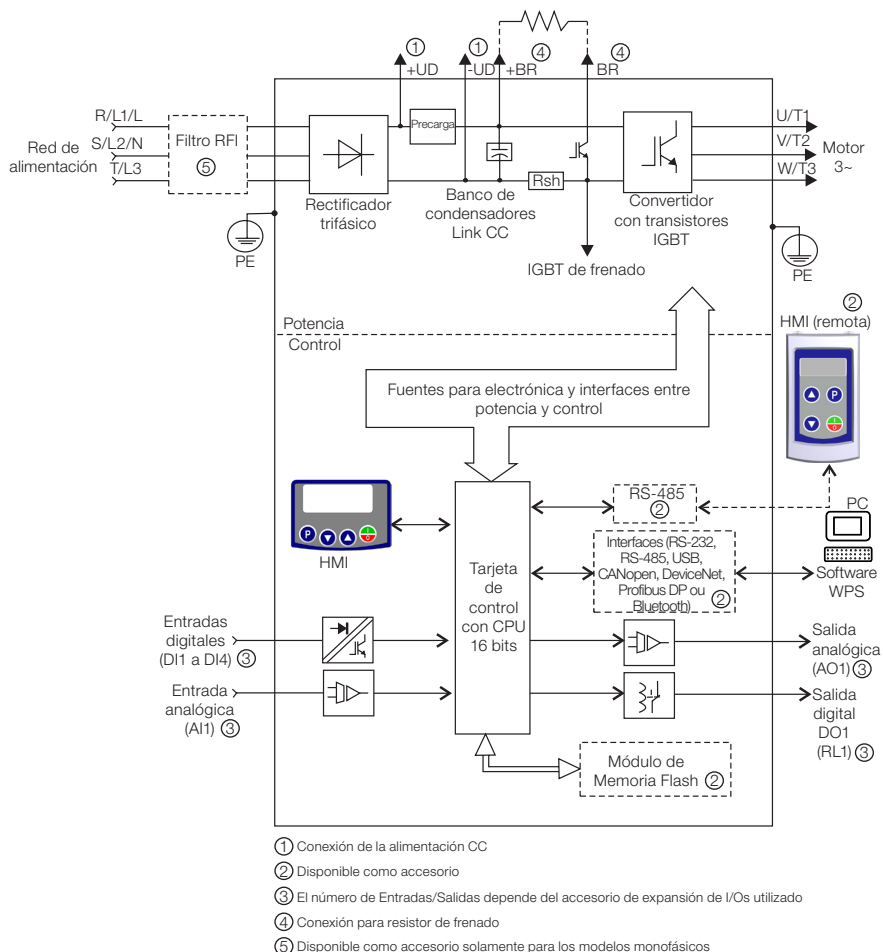 ① ① ④ ④
+UD -UD +BR BR
R/L1/L
S/L2/N
T/L3
Red de
alimentación
Filtro RFI
⑤
Precarga
Rsh
U/T1
V/T2
W/T3
Motor
3~
Rectificador
trifásico
Banco de
condensadores
Link CC
Convertidor
con transistores
IGBT
PE
PE
IGBT de frenado
Potencia
Control
②
HMI (remota)
P
I
0
Fuentes para electrónica y interfaces entre
potencia y control
P
I
0
HMI
Tarjeta
de
control
con CPU
16 bits
RS-485
②
Interfaces (RS-232,
RS-485, USB,
CANopen, DeviceNet,
Profibus DP ou
Bluetooth) ②
PC
Software
WPS
Entradas
digitales
(DI1 a DI4) ③
Entrada
analógica
(AI1) ③
Salida
analógica
(AO1) ③
Salida
digital
DO1
(RL1) ③
Módulo de
Memoria Flash ②
① Conexión de la alimentación CC
② Disponible como accesorio
③ El número de Entradas/Salidas depende del accesorio de expansión de I/Os utilizado
④ Conexión para resistor de frenado
⑤ Disponible como accesorio solamente para los modelos monofásicos